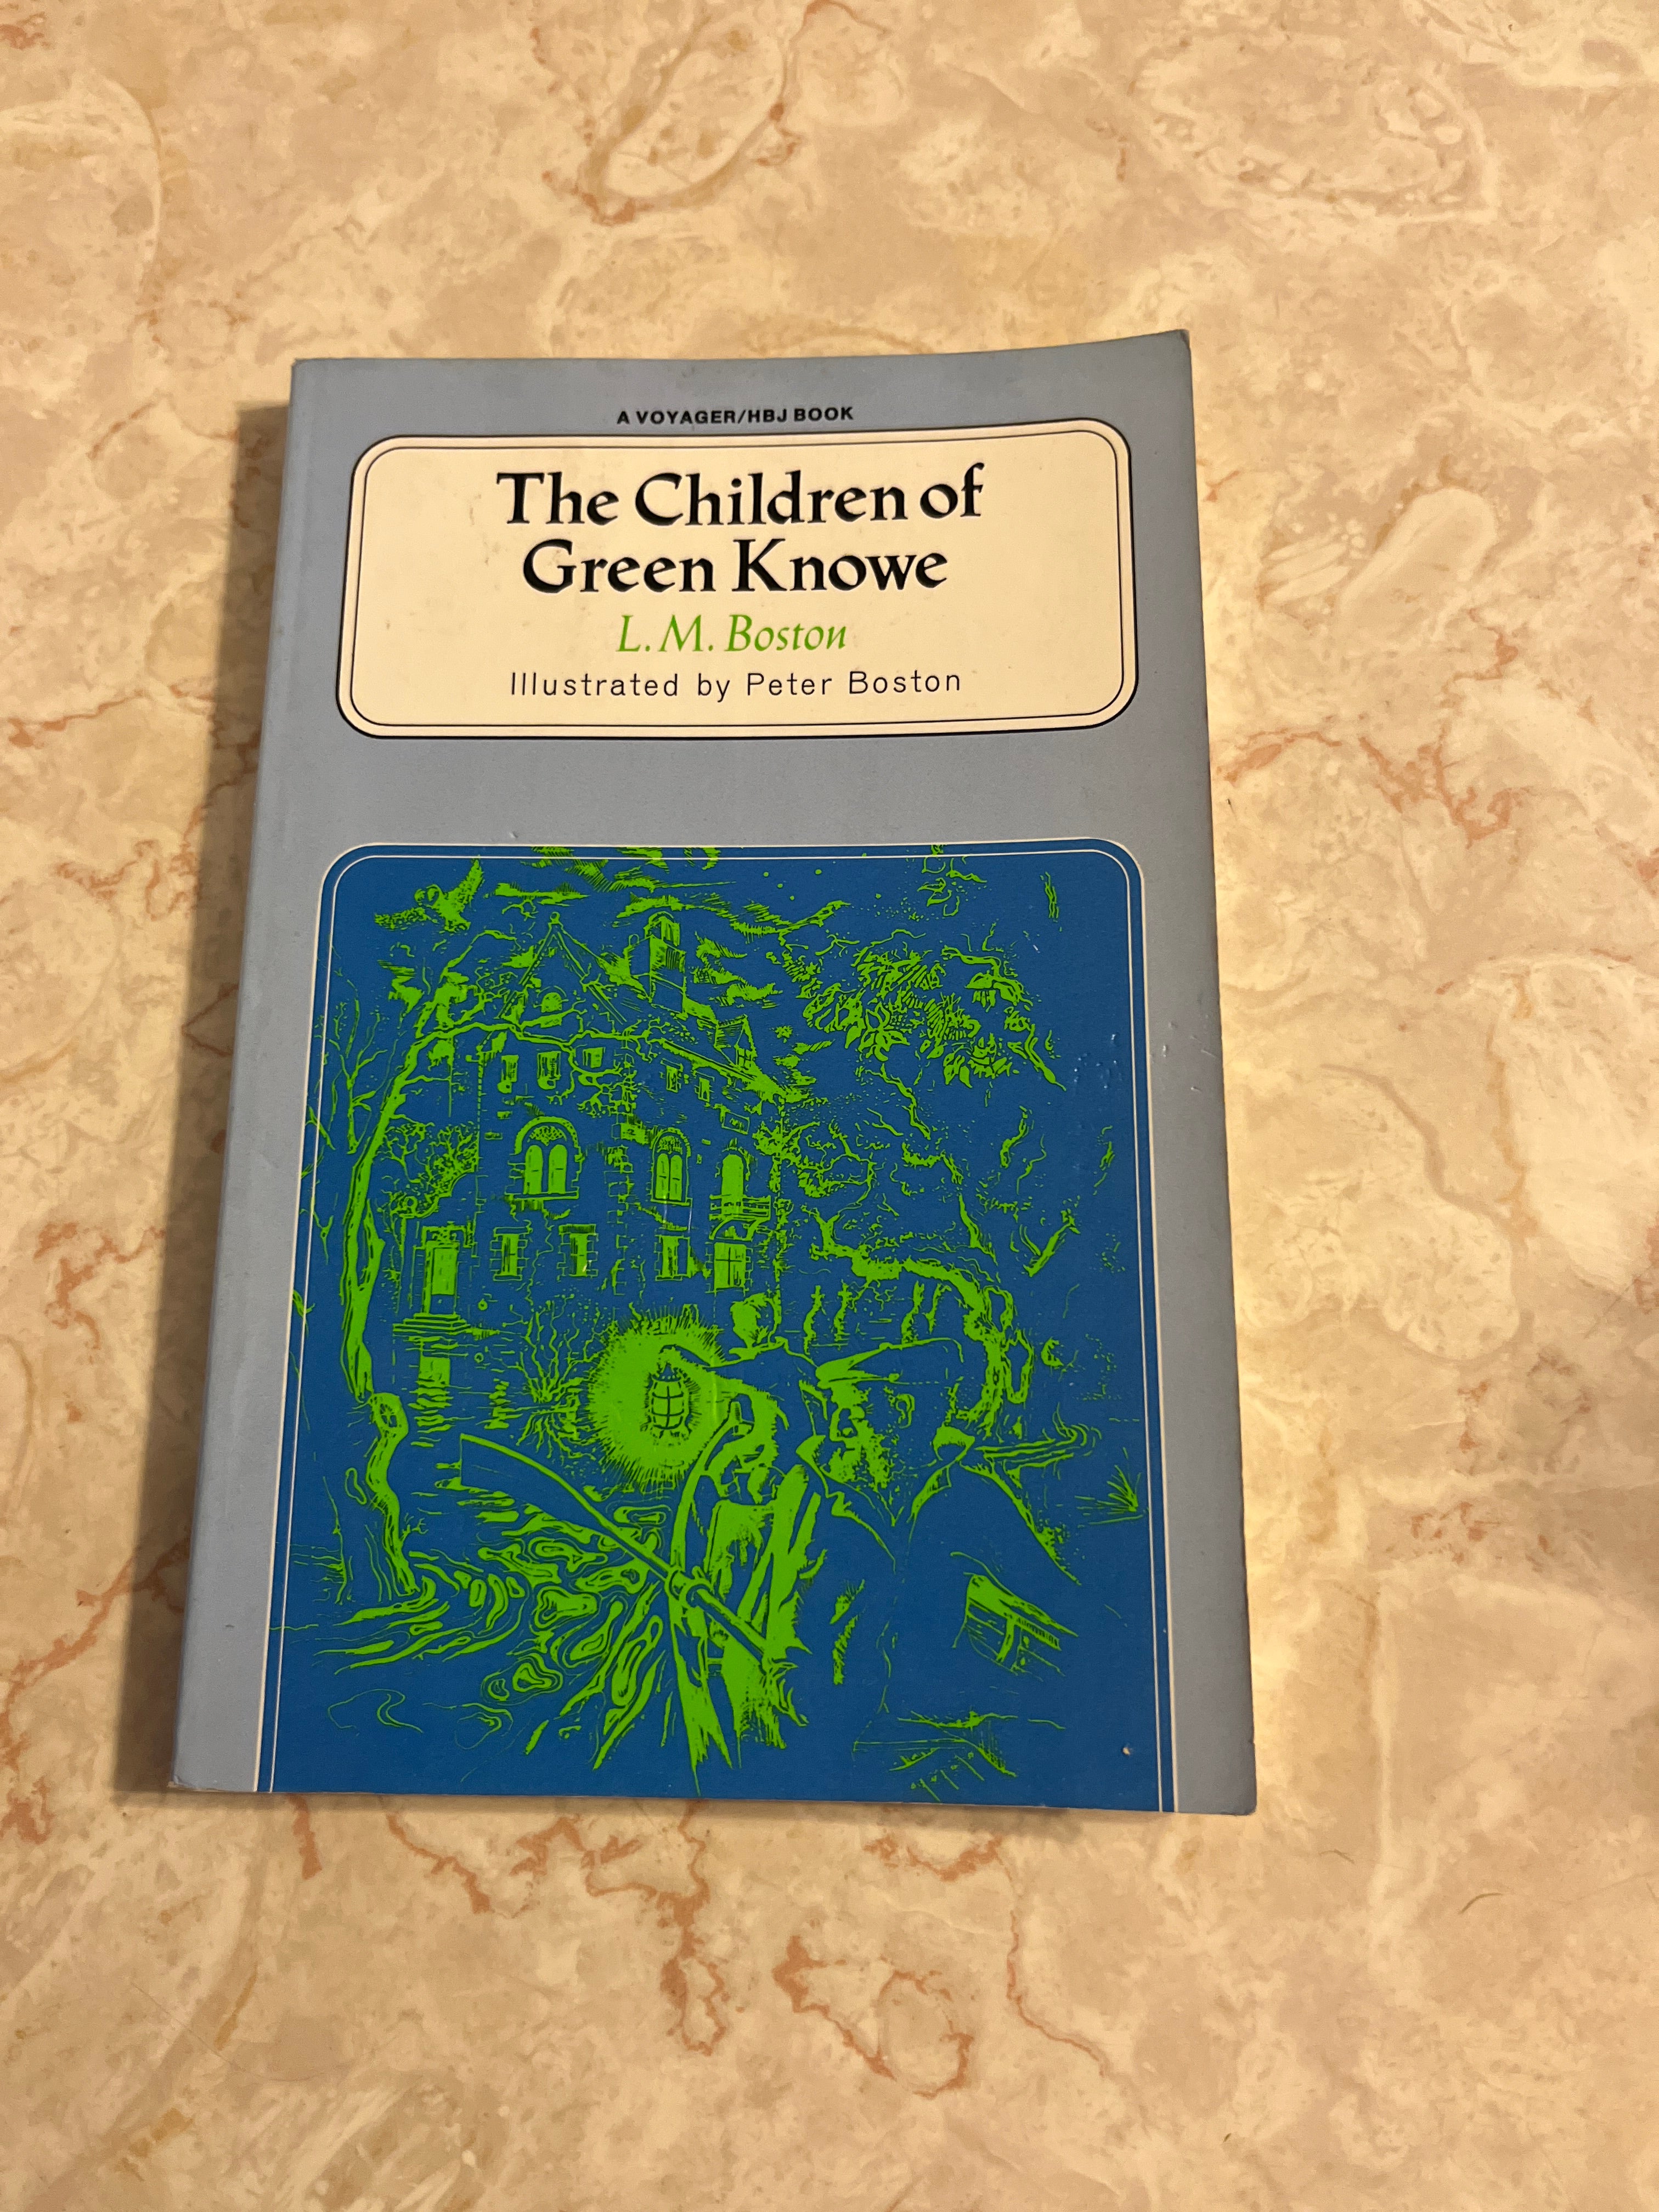 A VOYAGER/HBJ BOOK
The Children of
Green Knowe
L. M. Boston
Illustrated by Peter Boston